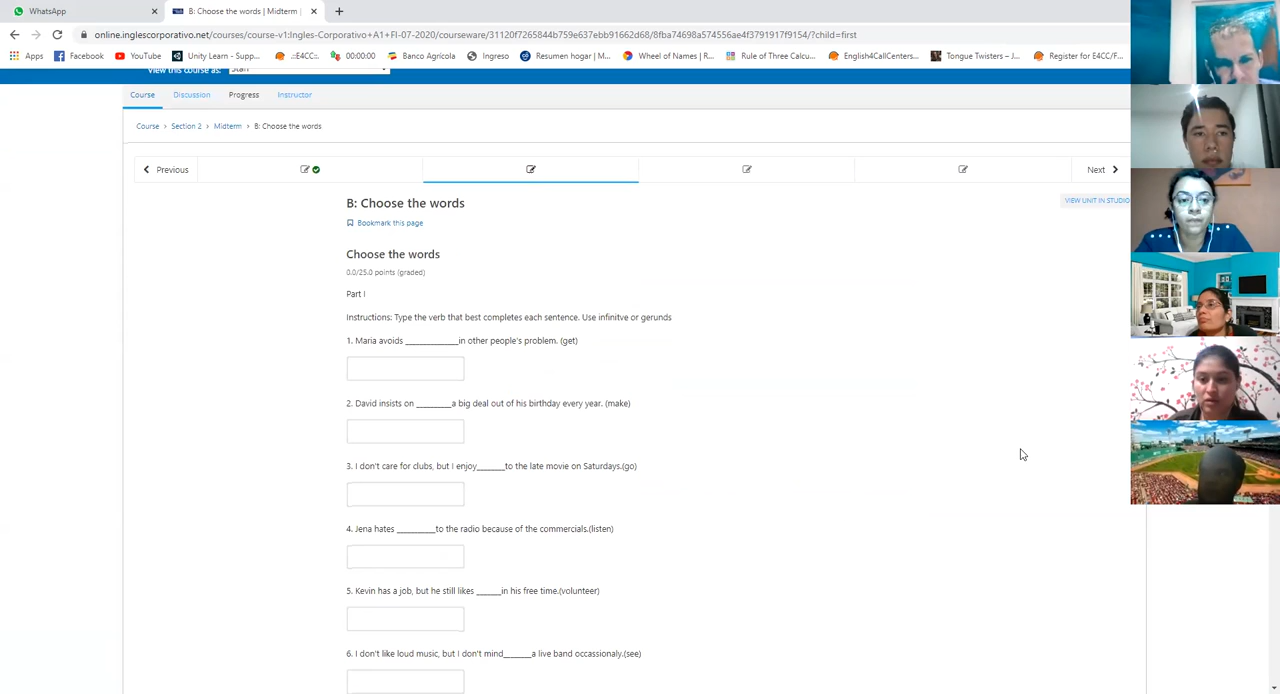 WhatsApp
B: Choose the words | Midterm |
online.inglescorporativo.net/courses/course-v1:Ingles-Corporativo+A1+FI-07-2020/courseware/31120f7265844b759e637ebb91662d68/8fba74698a574556ae4f3791917f9154/?child=first
Apps Facebook YouTube Unity Learn - Supp... .::E4CC:. 00:00:00 Banco Agrícola Ingreso Resumen hogar | M... Wheel of Names | R... Rule of Three Calcu... English4CallCenters... Tongue Twisters – J... Register for E4CC/F...
View this course as: Staff
Course Discussion Progress Instructor
Course > Section 2 > Midterm > B: Choose the words
Previous Next
B: Choose the words
VIEW UNIT IN STUDIO
Bookmark this page
Choose the words
0.0/25.0 points (graded)
Part I
Instructions: Type the verb that best completes each sentence. Use infinitve or gerunds
1. Maria avoids ____________in other people's problem. (get)
2. David insists on ________a big deal out of his birthday every year. (make)
3. I don't care for clubs, but I enjoy______to the late movie on Saturdays.(go)
4. Jena hates ________to the radio because of the commercials.(listen)
5. Kevin has a job, but he still likes _____in his free time.(volunteer)
6. I don't like loud music, but I don't mind______a live band occassionaly.(see)